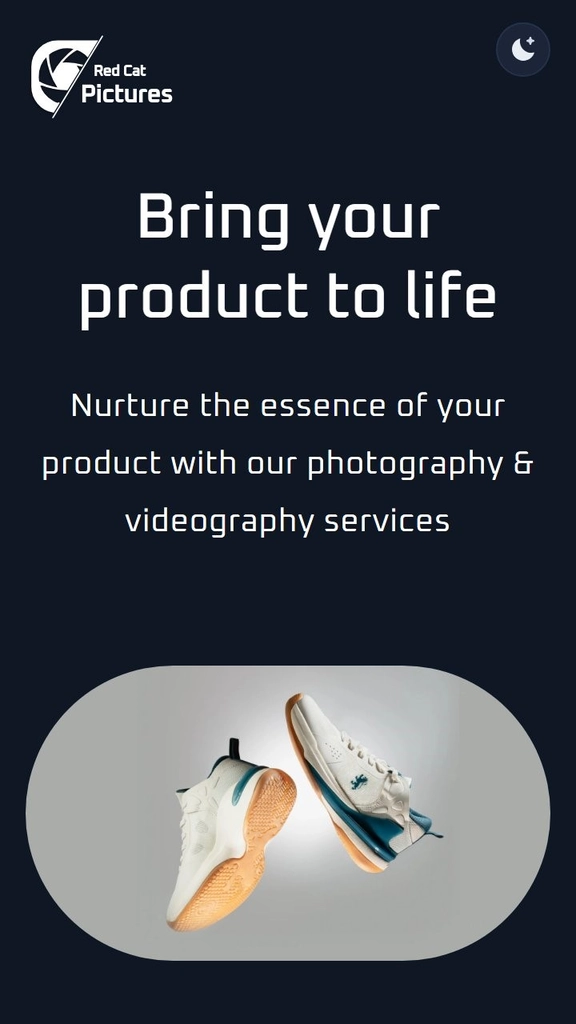 Red Cat
Pictures
Bring your
product to life
Nurture the essence of your
product with our photography &
videography services